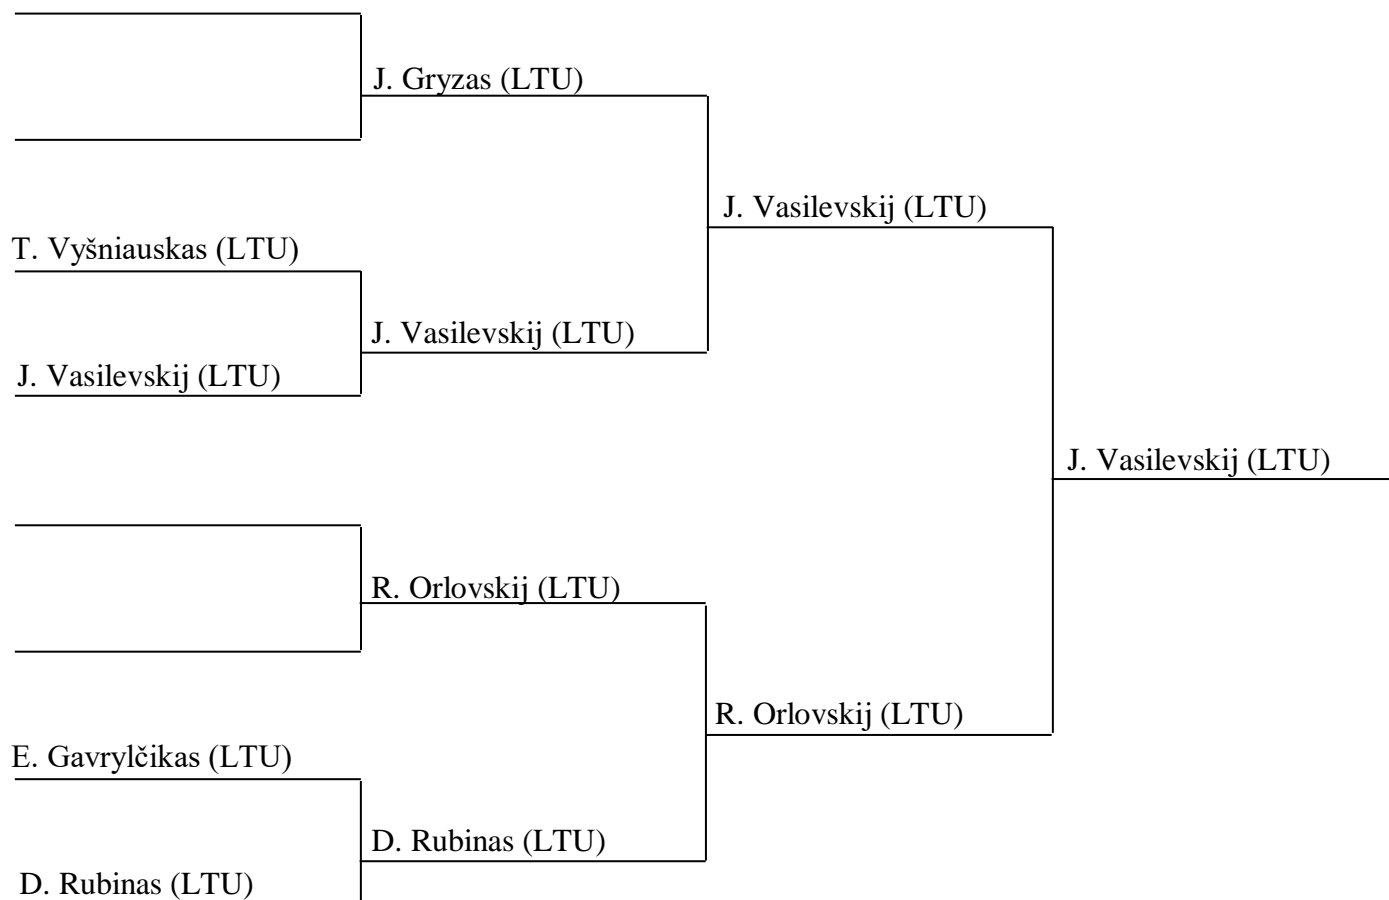 J. Gryzas (LTU)
J. Vasilevskij (LTU)
T. Vyšniauskas (LTU)
J. Vasilevskij (LTU)
J. Vasilevskij (LTU)
J. Vasilevskij (LTU)
R. Orlovskij (LTU)
R. Orlovskij (LTU)
E. Gavrylčikas (LTU)
D. Rubinas (LTU)
D. Rubinas (LTU)